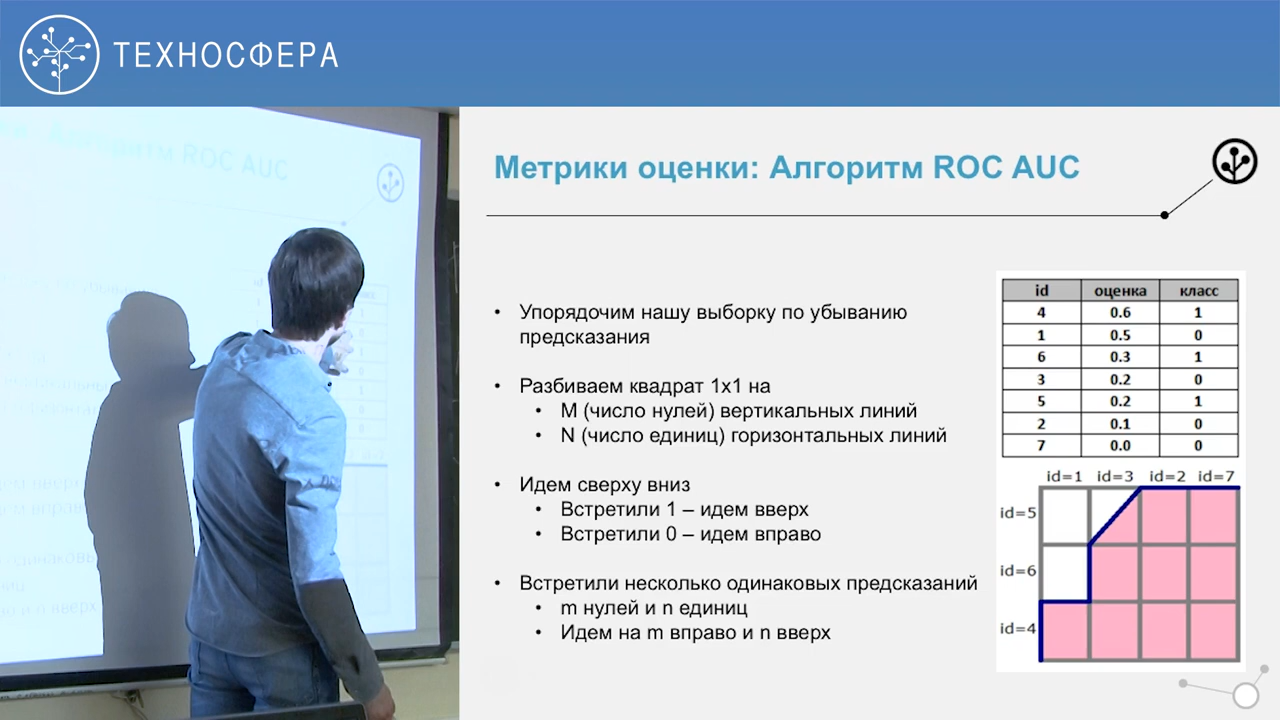 ТЕХНОСФЕРА
Алгоритм ROC AUC
Метрики оценки: Алгоритм ROC AUC
• Упорядочим нашу выборку по убыванию
предсказания
• Разбиваем квадрат 1x1 на
• M (число нулей) вертикальных линий
• N (число единиц) горизонтальных линий
• Идем сверху вниз
• Встретили 1 – идем вверх
• Встретили 0 – идем вправо
• Встретили несколько одинаковых предсказаний
• m нулей и n единиц
• Идем на m вправо и n вверх
id оценка класс
4 0.6 1
1 0.5 0
6 0.3 1
3 0.2 0
5 0.2 1
2 0.1 0
7 0.0 0
id=1 id=3 id=2 id=7
id=5
id=6
id=4